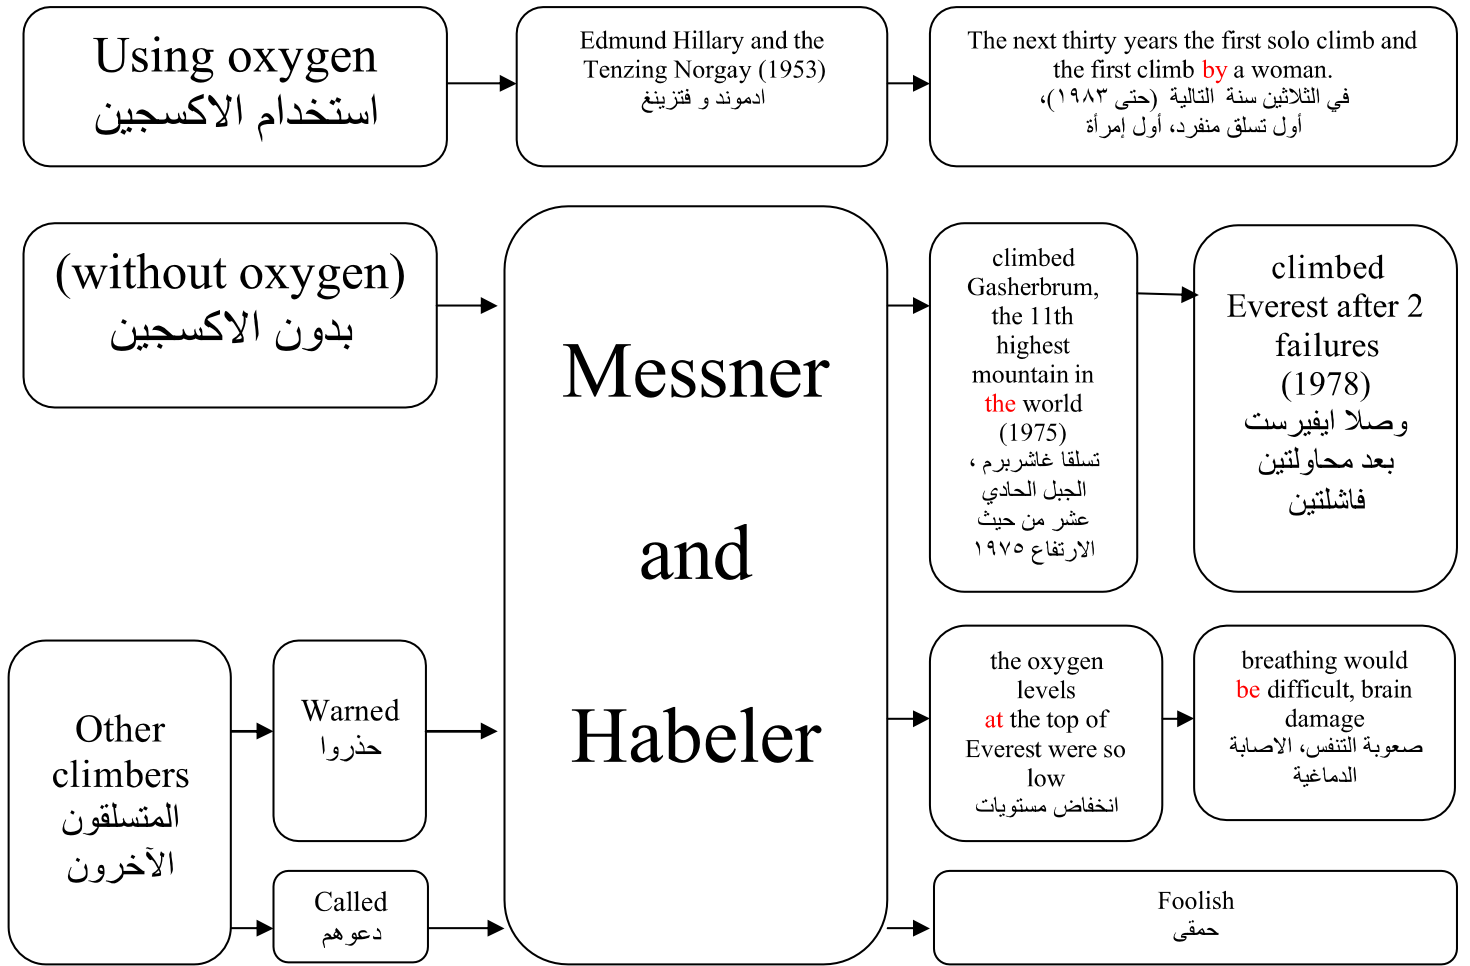 Using oxygen
استخدام الاكسجين
Edmund Hillary and the
Tenzing Norgay (1953)
ادموند و فتزينغ
The next thirty years the first solo climb and
the first climb by a woman.
في الثلاثين سنة  التالية  (حتى ١٩٨٣)،
أول تسلق منفرد، أول إمرأة
(without oxygen)
بدون الاكسجين
Messner
and
Habeler
climbed
Gasherbrum,
the 11th
highest
mountain in
the world
(1975)
تسلقا غاشربرم ،
الجبل الحادي
عشر من حيث
الارتفاع ١٩٧٥
climbed
Everest after 2
failures
(1978)
وصلا ايفيرست
بعد محاولتين
فاشلتين
Other
climbers
المتسلقون
الآخرون
Warned
حذروا
the oxygen
levels
at the top of
Everest were so
low
انخفاض مستويات
breathing would
be difficult, brain
damage
صعوبة التنفس، الاصابة
الدماغية
Called
دعوهم
Foolish
حمقى